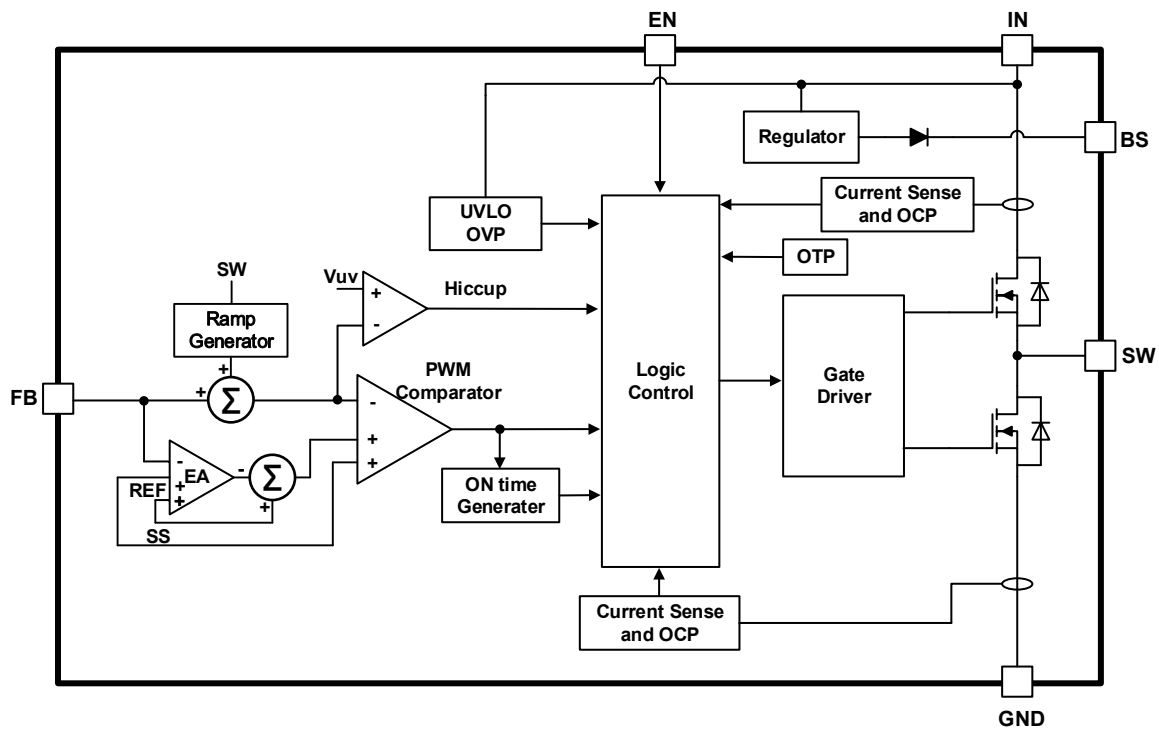 EN
IN
Regulator
BS
Current Sense
and OCP
UVLO
OVP
OTP
SW
Vuv
+
-
Hiccup
Ramp
Generator
+
+
Σ
FB
PWM
Comparator
-
+
+
Logic
Control
Gate
Driver
SW
-
+
+
EA
REF
SS
-
Σ
+
ON time
Generater
Current Sense
and OCP
GND